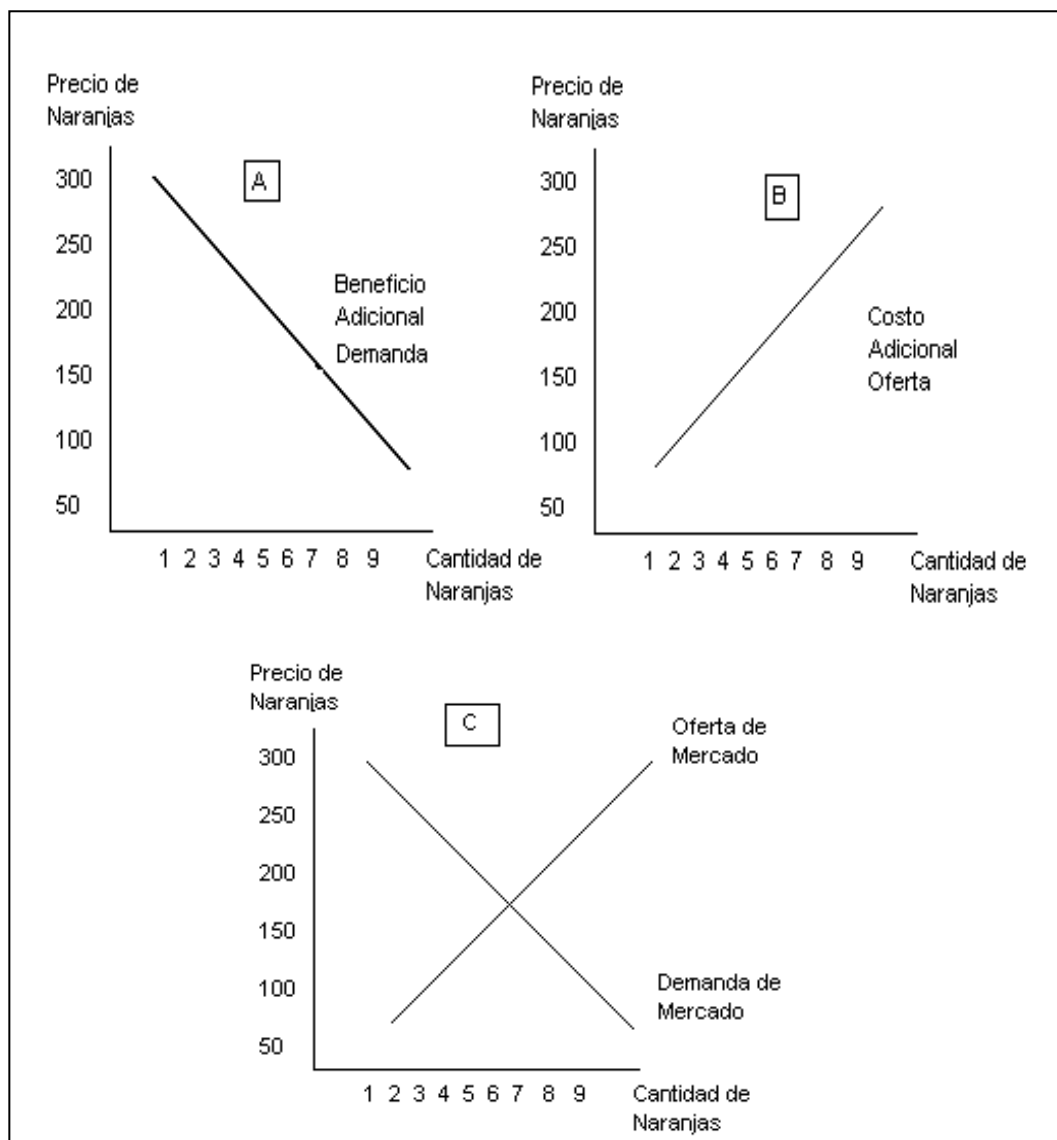 Precio de
Naranjas
A
300
250
200
150
100
50
Beneficio
Adicional
Demanda
1 2 3 4 5 6 7 8 9
Cantidad de
Naranjas
Precio de
Naranjas
B
300
250
200
150
100
50
Costo
Adicional
Oferta
1 2 3 4 5 6 7 8 9
Cantidad de
Naranjas
Precio de
Naranjas
C
300
250
200
150
100
50
Oferta de
Mercado
Demanda de
Mercado
1 2 3 4 5 6 7 8 9
Cantidad de
Naranjas